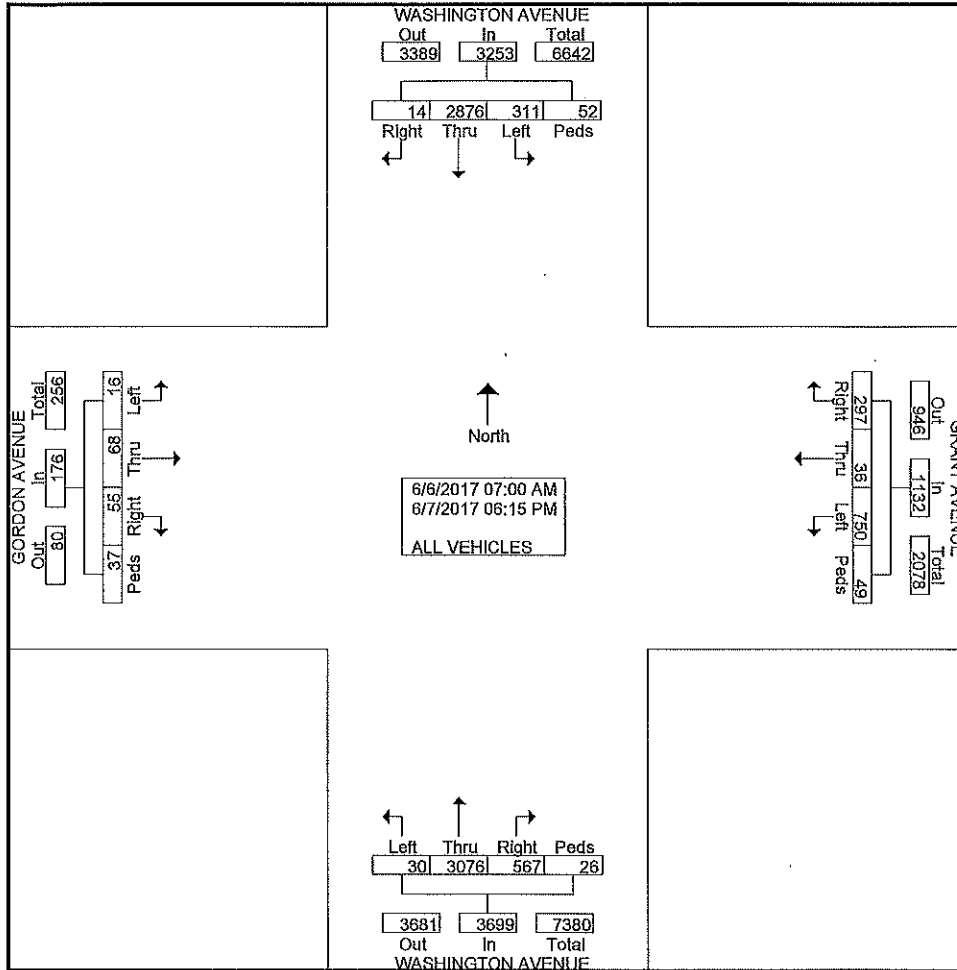 WASHINGTON AVENUE
Out In Total
3389 3253 6642
14 2876 311 52
Right Thru Left Peds
GORDON AVENUE
Total In Out
256 176 80
16 68 55 37
Left Thru Right Peds
North
6/6/2017 07:00 AM
6/7/2017 06:15 PM
ALL VEHICLES
Right Thru Left Peds
297 36 750 49
Out In Total
946 1132 2078
GRANT AVENUE
Left Thru Right Peds
30 3076 567 26
3681 3699 7380
Out In Total
WASHINGTON AVENUE